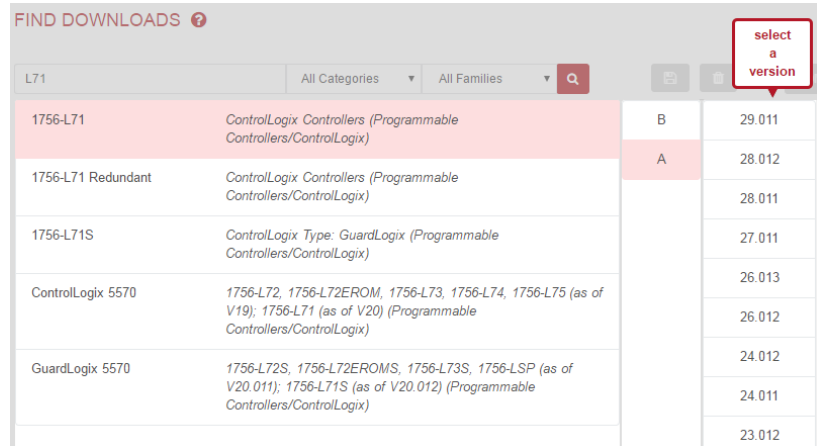 FIND DOWNLOADS ?
select
a
version
L71
All Categories ▼
All Families ▼
1756-L71
ControlLogix Controllers (Programmable
Controllers/ControlLogix)
1756-L71 Redundant
ControlLogix Controllers (Programmable
Controllers/ControlLogix)
1756-L71S
ControlLogix Type: GuardLogix (Programmable
Controllers/ControlLogix)
ControlLogix 5570
1756-L72, 1756-L72EROM, 1756-L73, 1756-L74, 1756-L75 (as of
V19); 1756-L71 (as of V20) (Programmable
Controllers/ControlLogix)
GuardLogix 5570
1756-L72S, 1756-L72EROMS, 1756-L73S, 1756-LSP (as of
V20.011); 1756-L71S (as of V20.012) (Programmable
Controllers/ControlLogix)
B
A
29.011
28.012
28.011
27.011
26.013
26.012
24.012
24.011
23.012